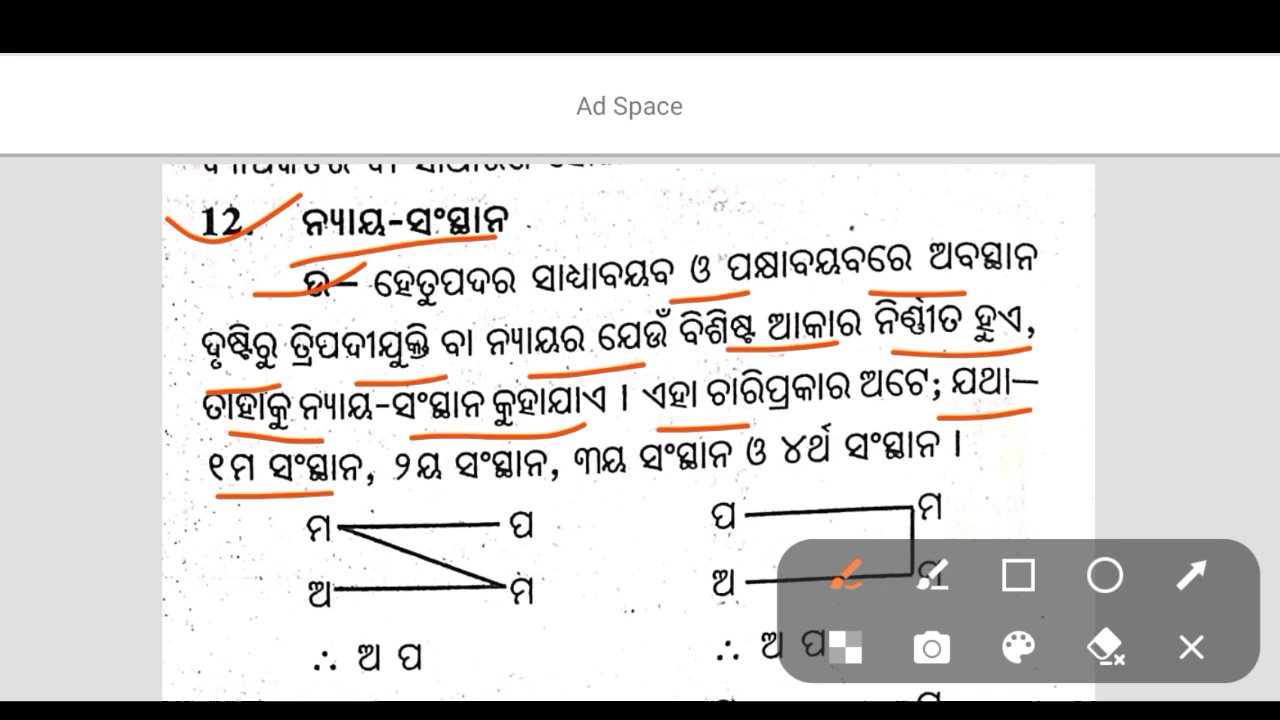 Ad Space
12. ନ୍ୟାୟ-ସଂସ୍ଥାନ
ଉ– ହେତୁପଦର ସାଧ୍ୟାବୟବ ଓ ପକ୍ଷାବୟବରେ ଅବସ୍ଥାନ
ଦୃଷ୍ଟିରୁ ତ୍ରିପଦୀଯୁକ୍ତି ବା ନ୍ୟାୟର ଯେଉଁ ବିଶିଷ୍ଟ ଆକାର ନିର୍ଣ୍ଣୀତ ହୁଏ,
ତାହାକୁ ନ୍ୟାୟ-ସଂସ୍ଥାନ କୁହାଯାଏ । ଏହା ଚାରିପ୍ରକାର ଅଟେ; ଯଥା–
୧ମ ସଂସ୍ଥାନ, ୨ୟ ସଂସ୍ଥାନ, ୩ୟ ସଂସ୍ଥାନ ଓ ୪ର୍ଥ ସଂସ୍ଥାନ ।
ମ ପ ପ ମ
ଅ ମ ଅ ମ
∴ ଅ ପ ∴ ଅ ପ